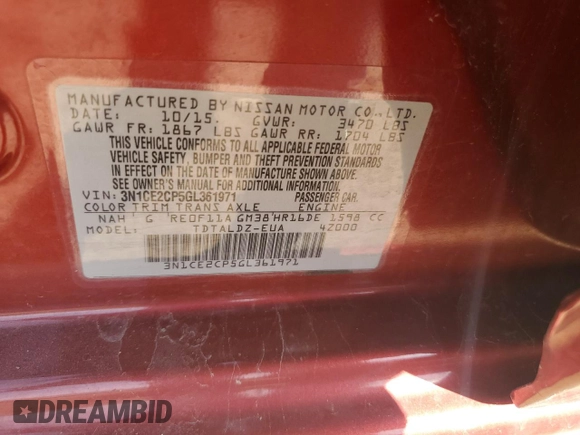 MANUFACTURED BY NISSAN MOTOR CO.,LTD.
DATE: 10/15. GVWR: 3470 LBS
GAWR FR: 1867 LBS GAWR RR: 1704 LBS
THIS VEHICLE CONFORMS TO ALL APPLICABLE FEDERAL MOTOR
VEHICLE SAFETY, BUMPER AND THEFT PREVENTION STANDARDS
IN EFFECT ON THE DATE OF MANUFACTURE SHOWN ABOVE.
SEE OWNER'S MANUAL FOR ADDITIONAL INFORMATION
VIN: 3N1CE2CP5GL361971
COLOR TRIM TRANS AXLE ENGINE
NAH G RE0F11A GM38 HR16DE 1598 CC
MODEL: TDTALDZ-EUA 4Z000
3N1CE2CP5GL361971
DREAMBID